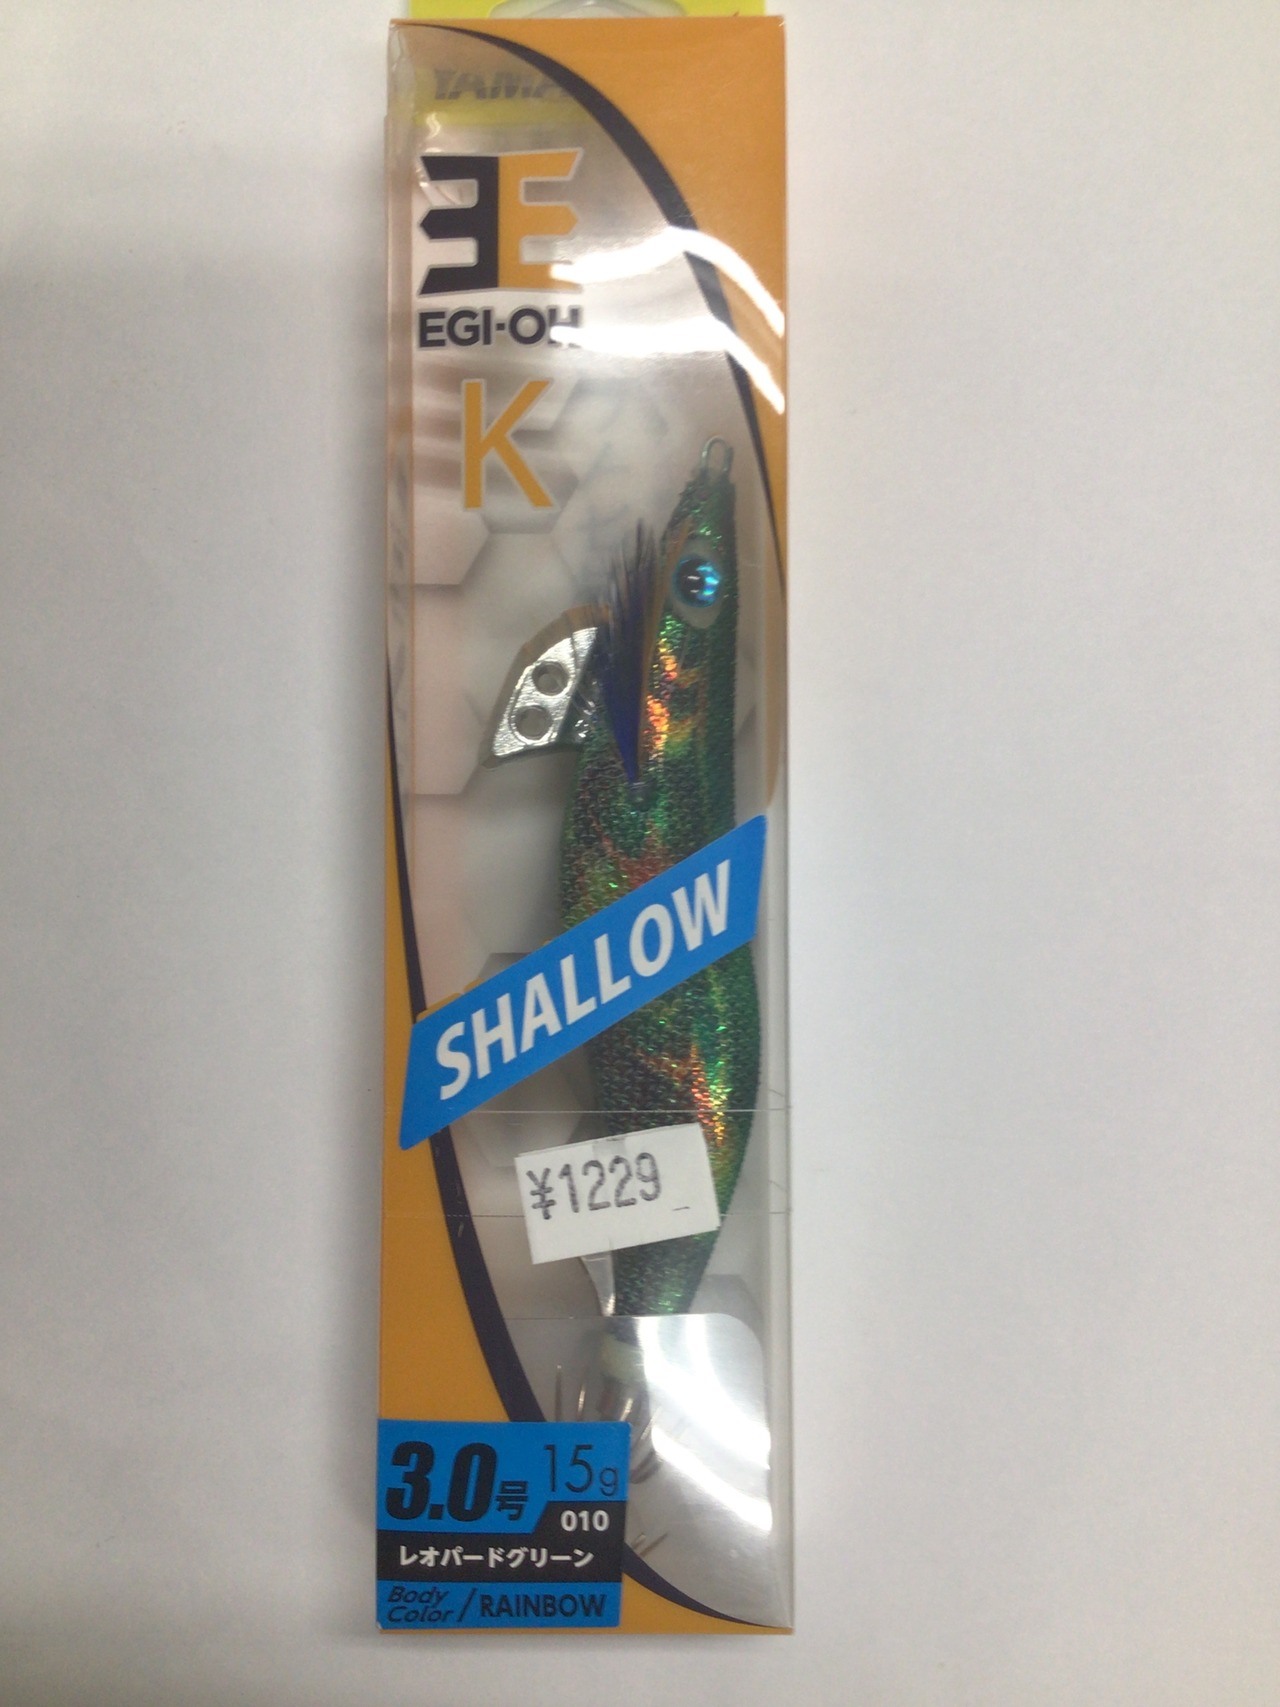 EGI-OH
K
SHALLOW
¥1229
3.0号 15g
010
レオパードグリーン
Body Color / RAINBOW